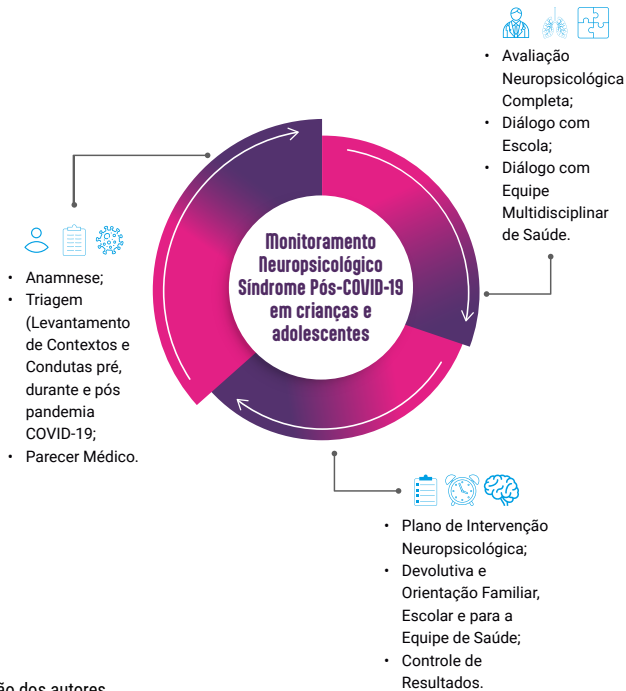 Monitoramento
Neuropsicológico
Síndrome Pós-COVID-19
em crianças e
adolescentes
• Anamnese;
• Triagem
(Levantamento
de Contextos e
Condutas pré,
durante e pós
pandemia
COVID-19;
• Parecer Médico.
• Avaliação
Neuropsicológica
Completa;
• Diálogo com
Escola;
• Diálogo com
Equipe
Multidisciplinar
de Saúde.
• Plano de Intervenção
Neuropsicológica;
• Devolutiva e
Orientação Familiar,
Escolar e para a
Equipe de Saúde;
• Controle de
Resultados.
dos autores